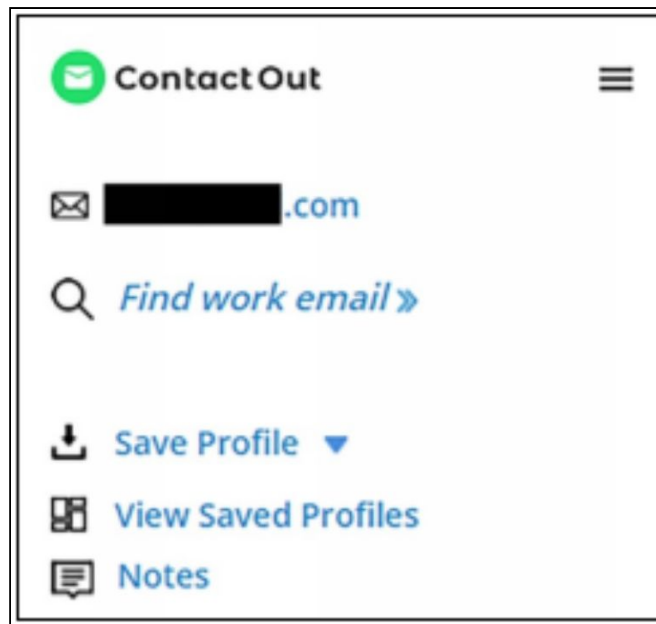 ContactOut
.com
Find work email »
Save Profile
View Saved Profiles
Notes